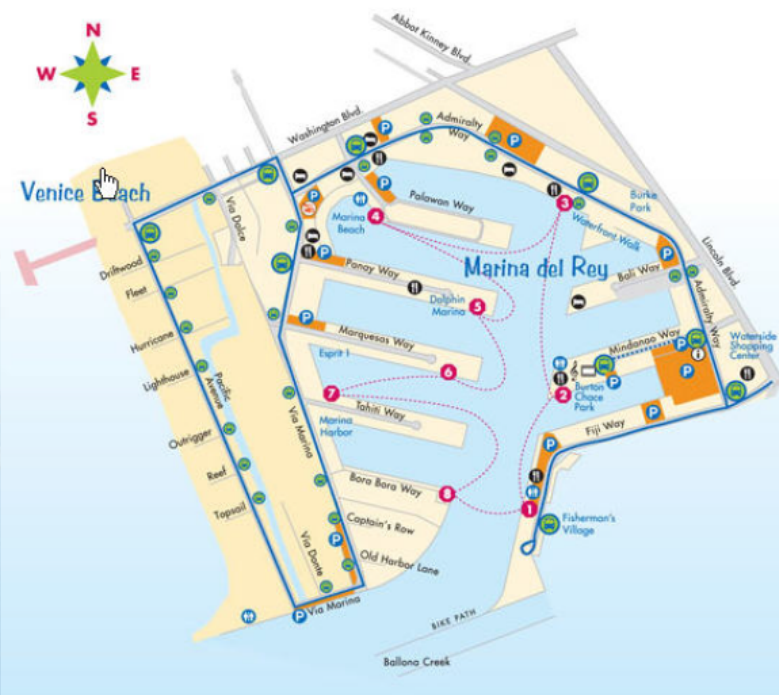 N
W E
S
Abbot Kinney Blvd.
Washington Blvd.
Admiralty
Way
P
P
Venice Beach
Via Dolce
P
P
Palawan Way
Marina
Beach
4
3
Waterfront Walk
Burke
Park
Lincoln Blvd.
P
Driftwood
Fleet
Panay Way
P
Marina del Rey
Bali Way
Dolphin
Marina
5
Admiralty Way
Hurricane
P
Marquesas Way
Esprit 1
Mindanao Way
P
i
Waterside
Shopping
Center
Lighthouse
Pacific
Avenue
6
P
P
7
2
Burton
Chace
Park
Tahiti Way
Marina
Harbor
P
Fiji Way
Outrigger
Via Marina
P
Reef
Bora Bora Way
8
Topsail
1
Captain's Row
Fisherman's
Village
P
Via Dante
Old Harbor Lane
Via Marina
P
BIKE PATH
Ballona Creek